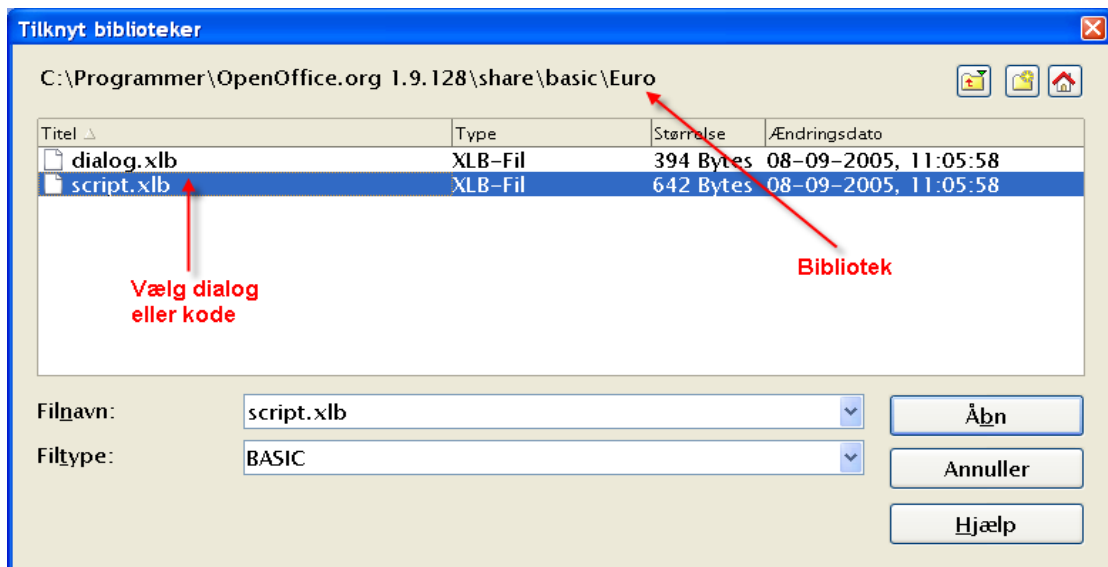 Tilknyt biblioteker
C:\Programmer\OpenOffice.org 1.9.128\share\basic\Euro
Titel Type Størrelse Ændringsdato
dialog.xlb XLB-Fil 394 Bytes 08-09-2005, 11:05:58
script.xlb XLB-Fil 642 Bytes 08-09-2005, 11:05:58
Bibliotek
Vælg dialog
eller kode
Filnavn: script.xlb Åbn
Filtype: BASIC Annuller
Hjælp